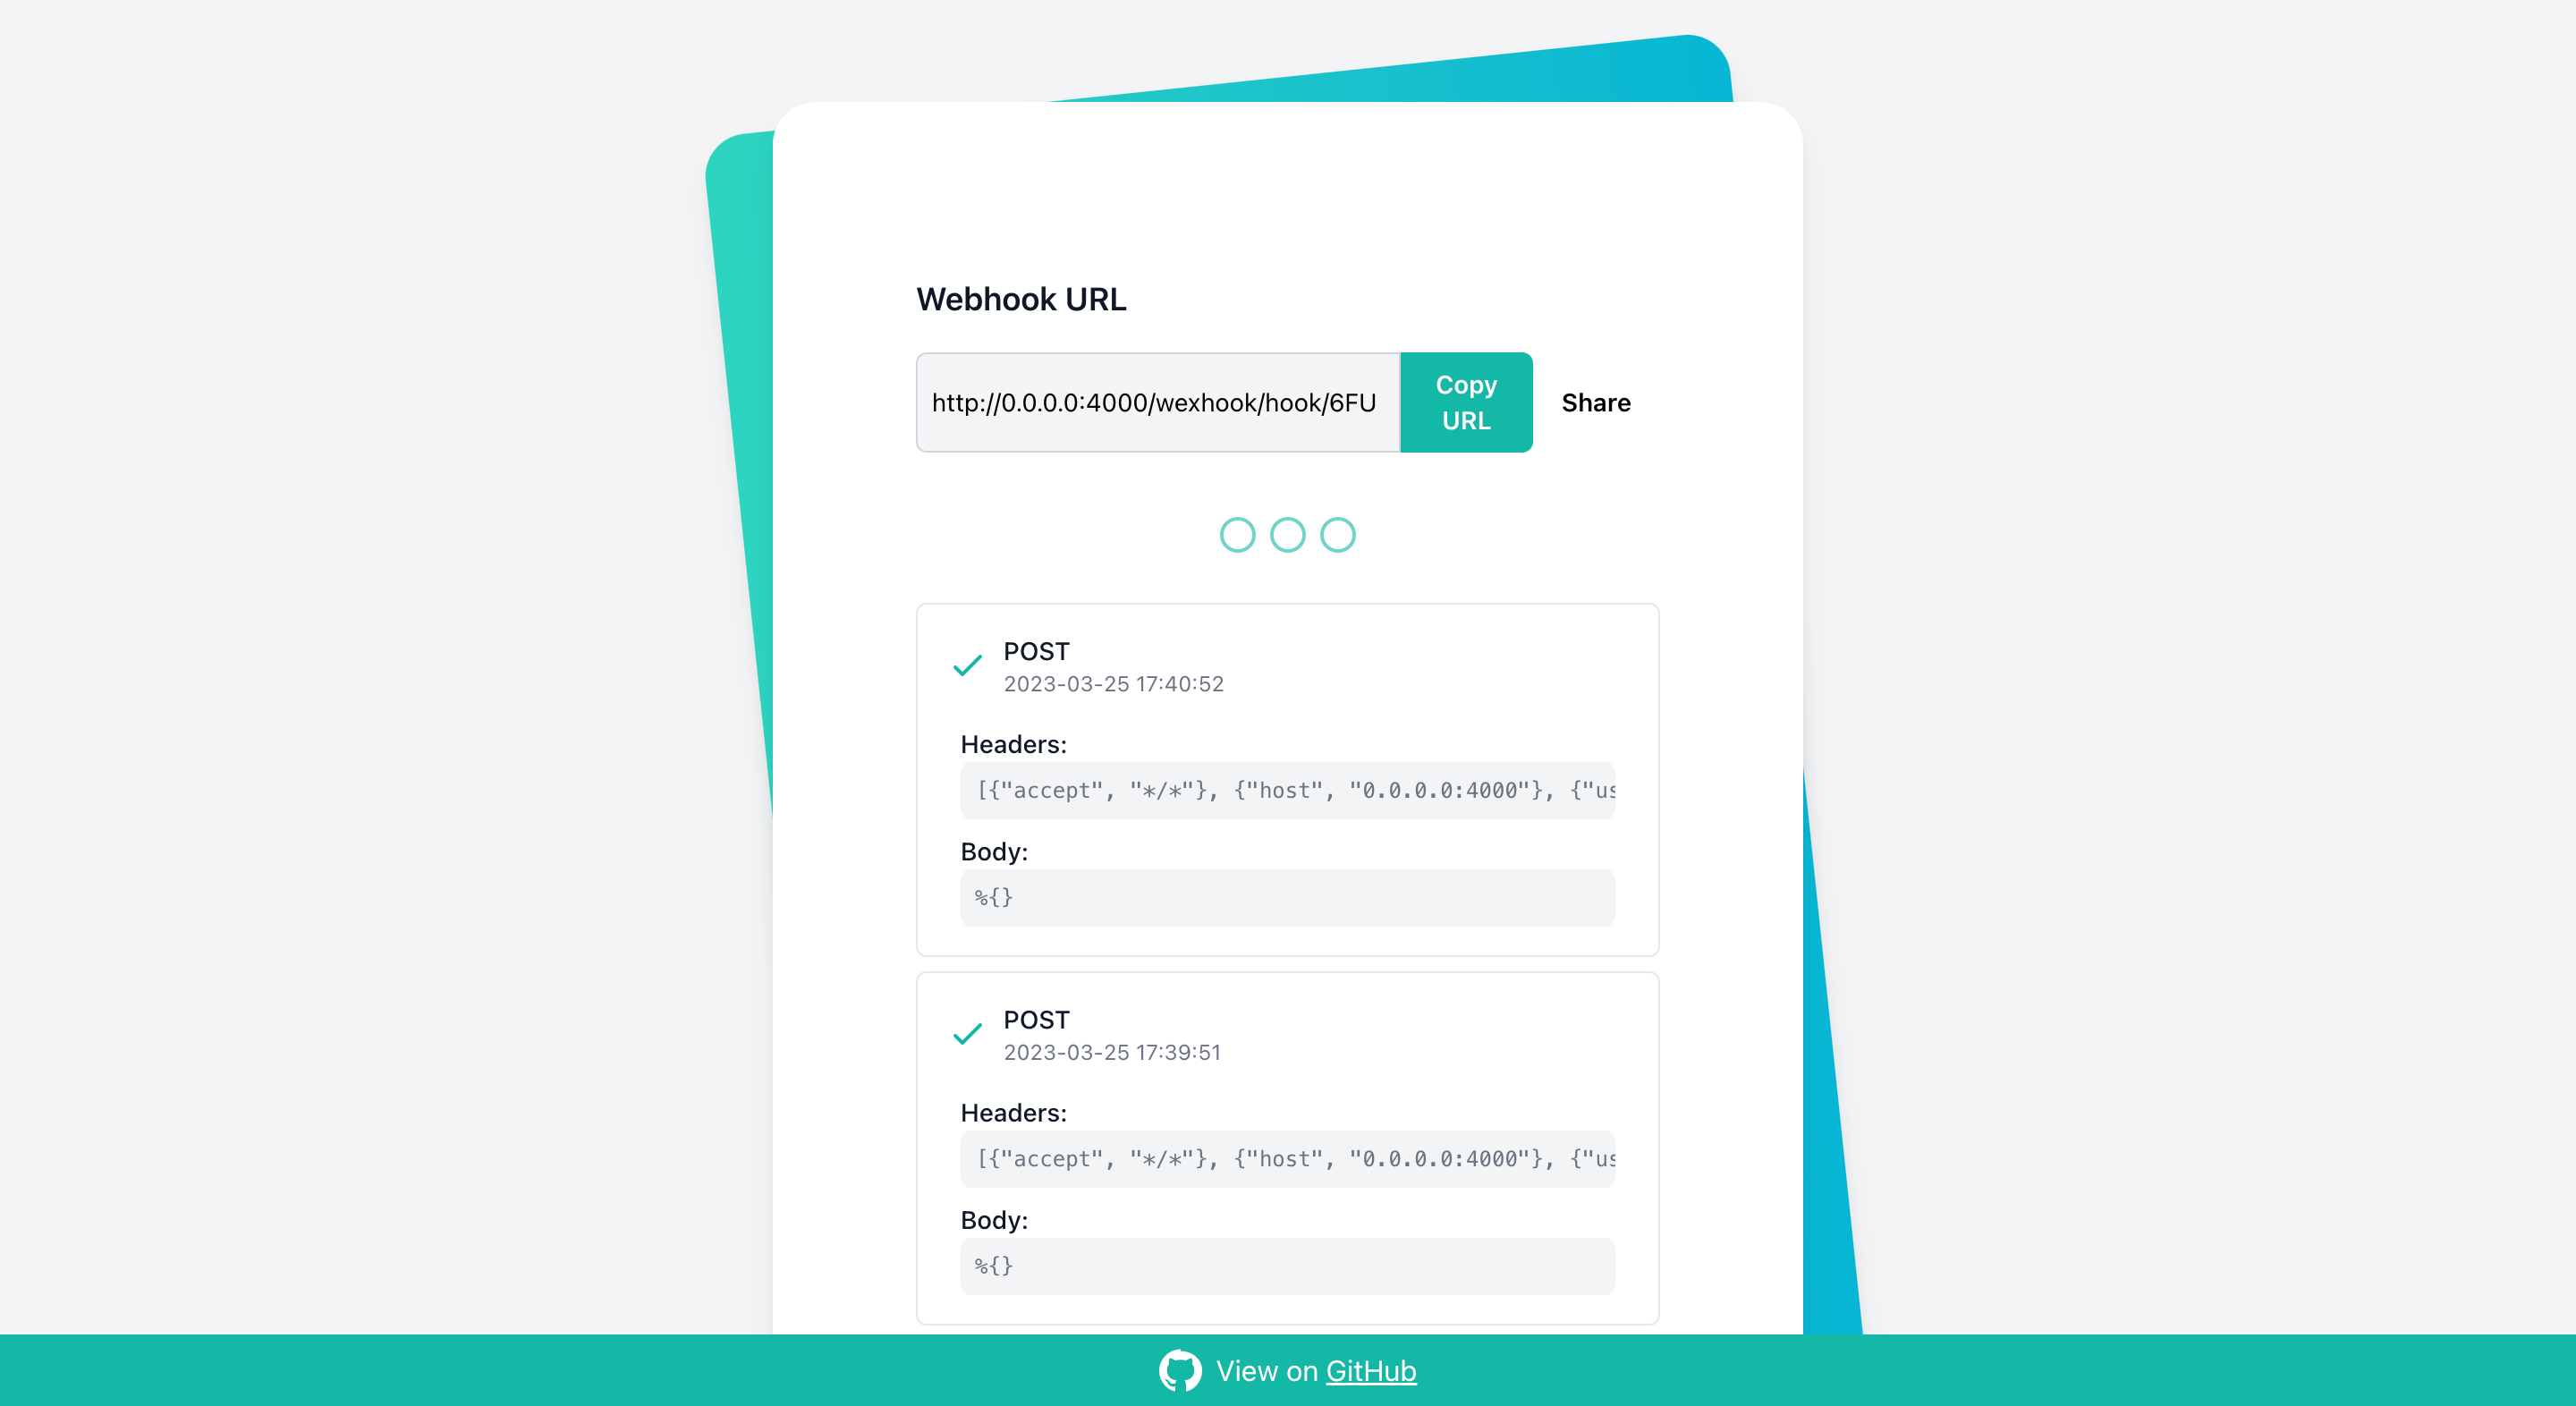 Webhook URL
http://0.0.0.0:4000/wexhook/hook/6FU
Copy
URL
Share
POST
2023-03-25 17:40:52
Headers:
[{"accept", "*/*"}, {"host", "0.0.0.0:4000"}, {"us
Body:
%{}
POST
2023-03-25 17:39:51
Headers:
[{"accept", "*/*"}, {"host", "0.0.0.0:4000"}, {"us
Body:
%{}
View on GitHub